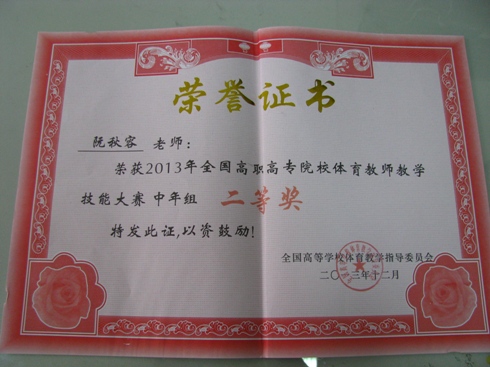 荣誉证书
阮秋容 老师：
荣获2013年全国高职高专院校体育教师教学
技能大赛 中年组 二等奖
特发此证，以资鼓励！
全国高等学校体育教学指导委员会
二〇一三年十二月